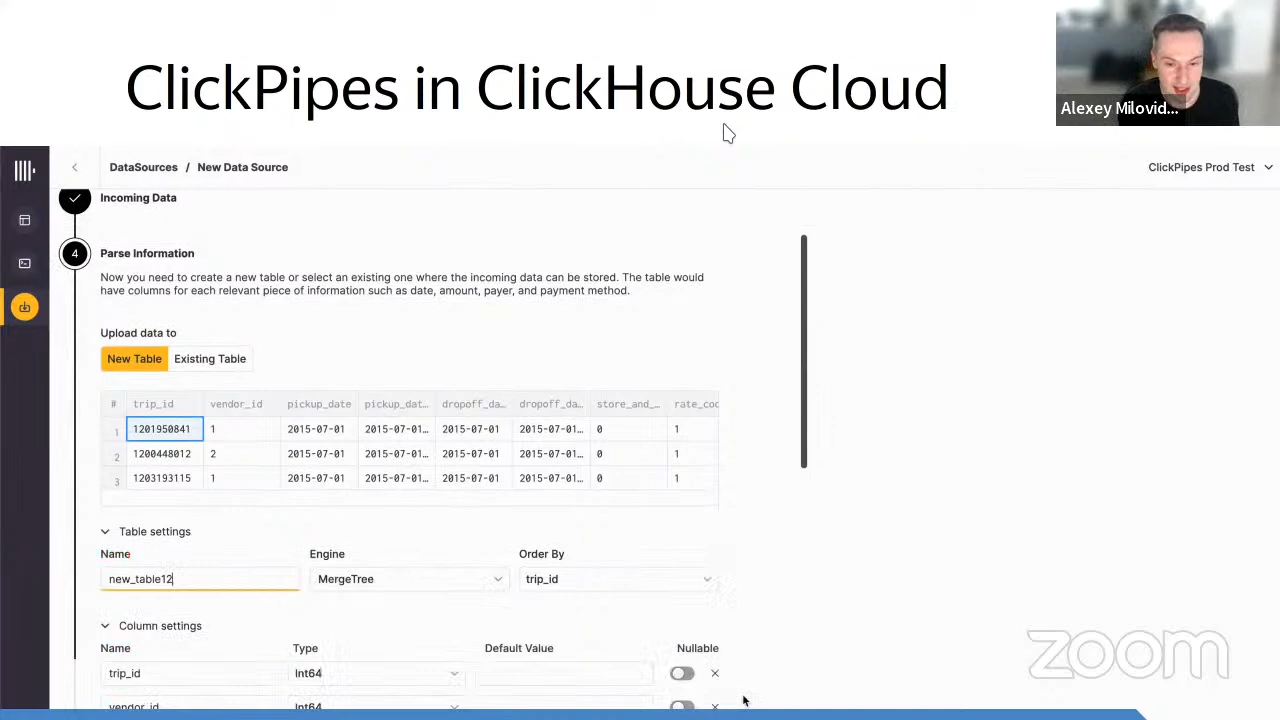 ClickPipes in ClickHouse Cloud
Alexey Milovid...
DataSources / New Data Source
ClickPipes Prod Test
Incoming Data
4 Parse Information
Now you need to create a new table or select an existing one where the incoming data can be stored. The table would
have columns for each relevant piece of information such as date, amount, payer, and payment method.
Upload data to
New Table Existing Table
# trip_id vendor_id pickup_date pickup_dat... dropoff_da... dropoff_da... store_and_... rate_coo
1 1201950841 1 2015-07-01 2015-07-01... 2015-07-01 2015-07-01... 0 1
2 1200448012 2 2015-07-01 2015-07-01... 2015-07-01 2015-07-01... 0 1
3 1203193115 1 2015-07-01 2015-07-01... 2015-07-01 2015-07-01... 0 1
Table settings
Name Engine Order By
new_table12 MergeTree trip_id
Column settings
Name Type Default Value Nullable
trip_id Int64
vendor_id Int64
zoom